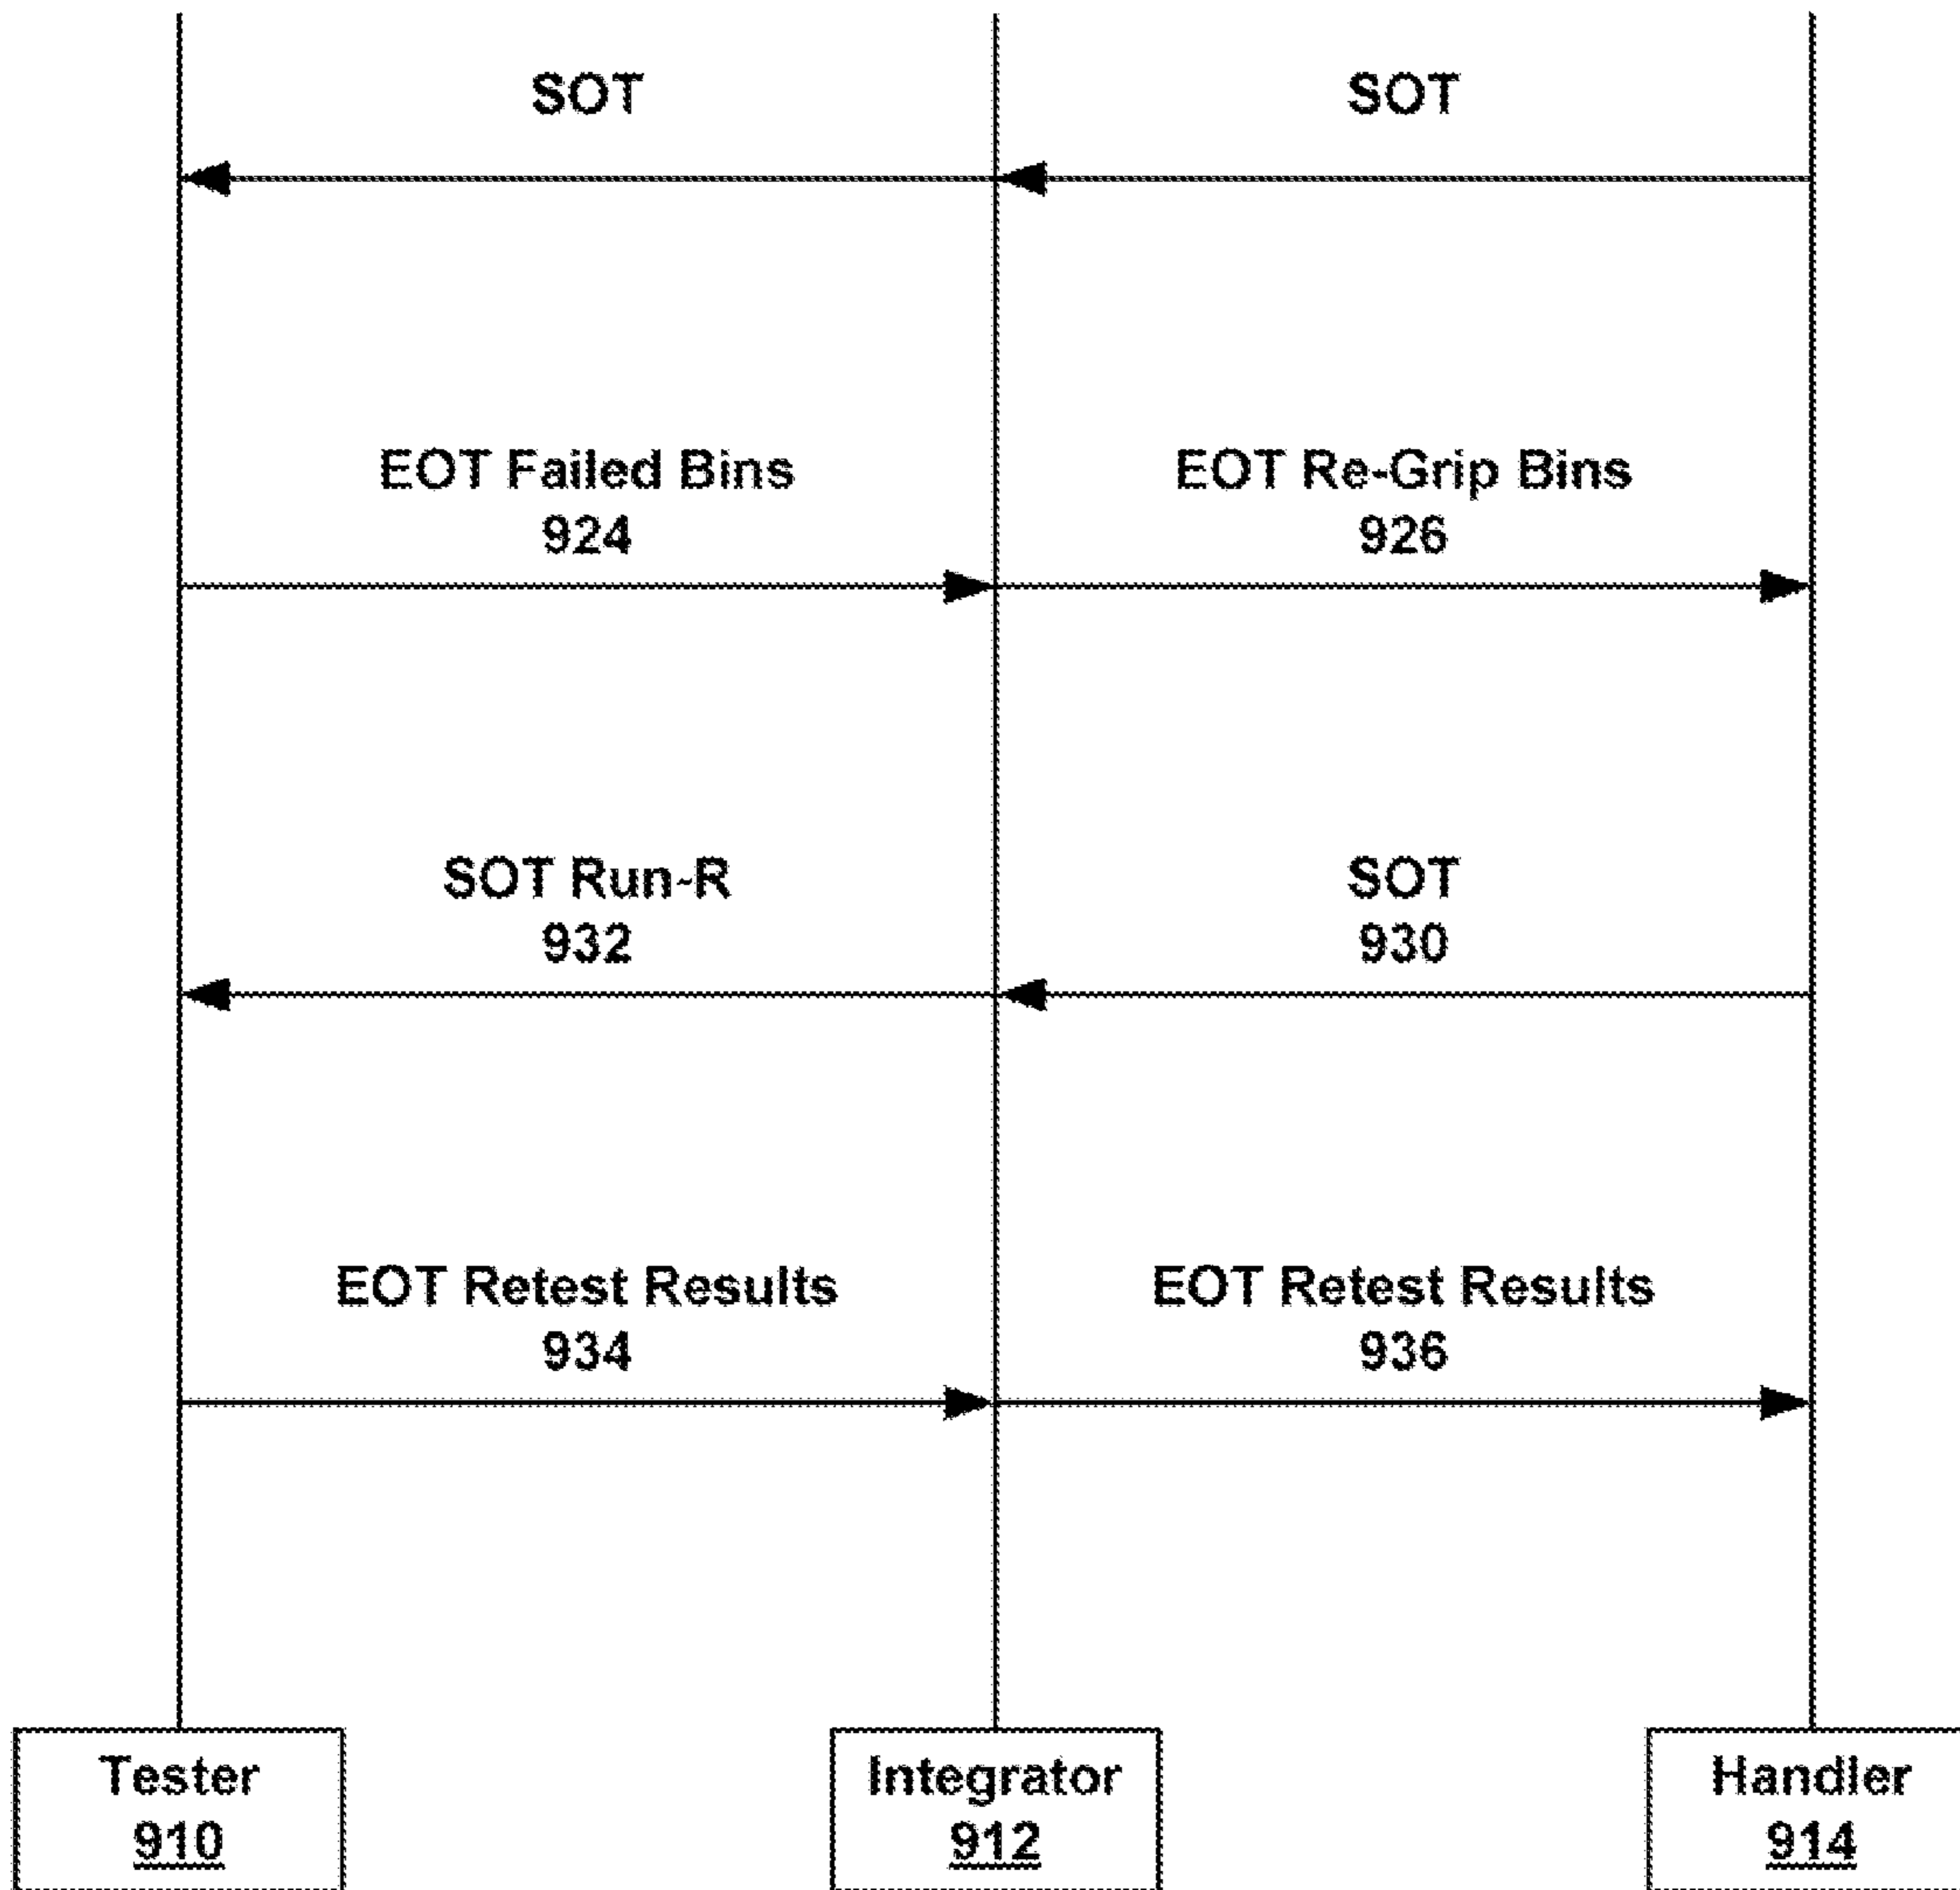 SOT
SOT
EOT Failed Bins
924
EOT Re-Grip Bins
926
SOT Run-R
932
SOT
930
EOT Retest Results
934
EOT Retest Results
936
Tester
910
Integrator
912
Handler
914